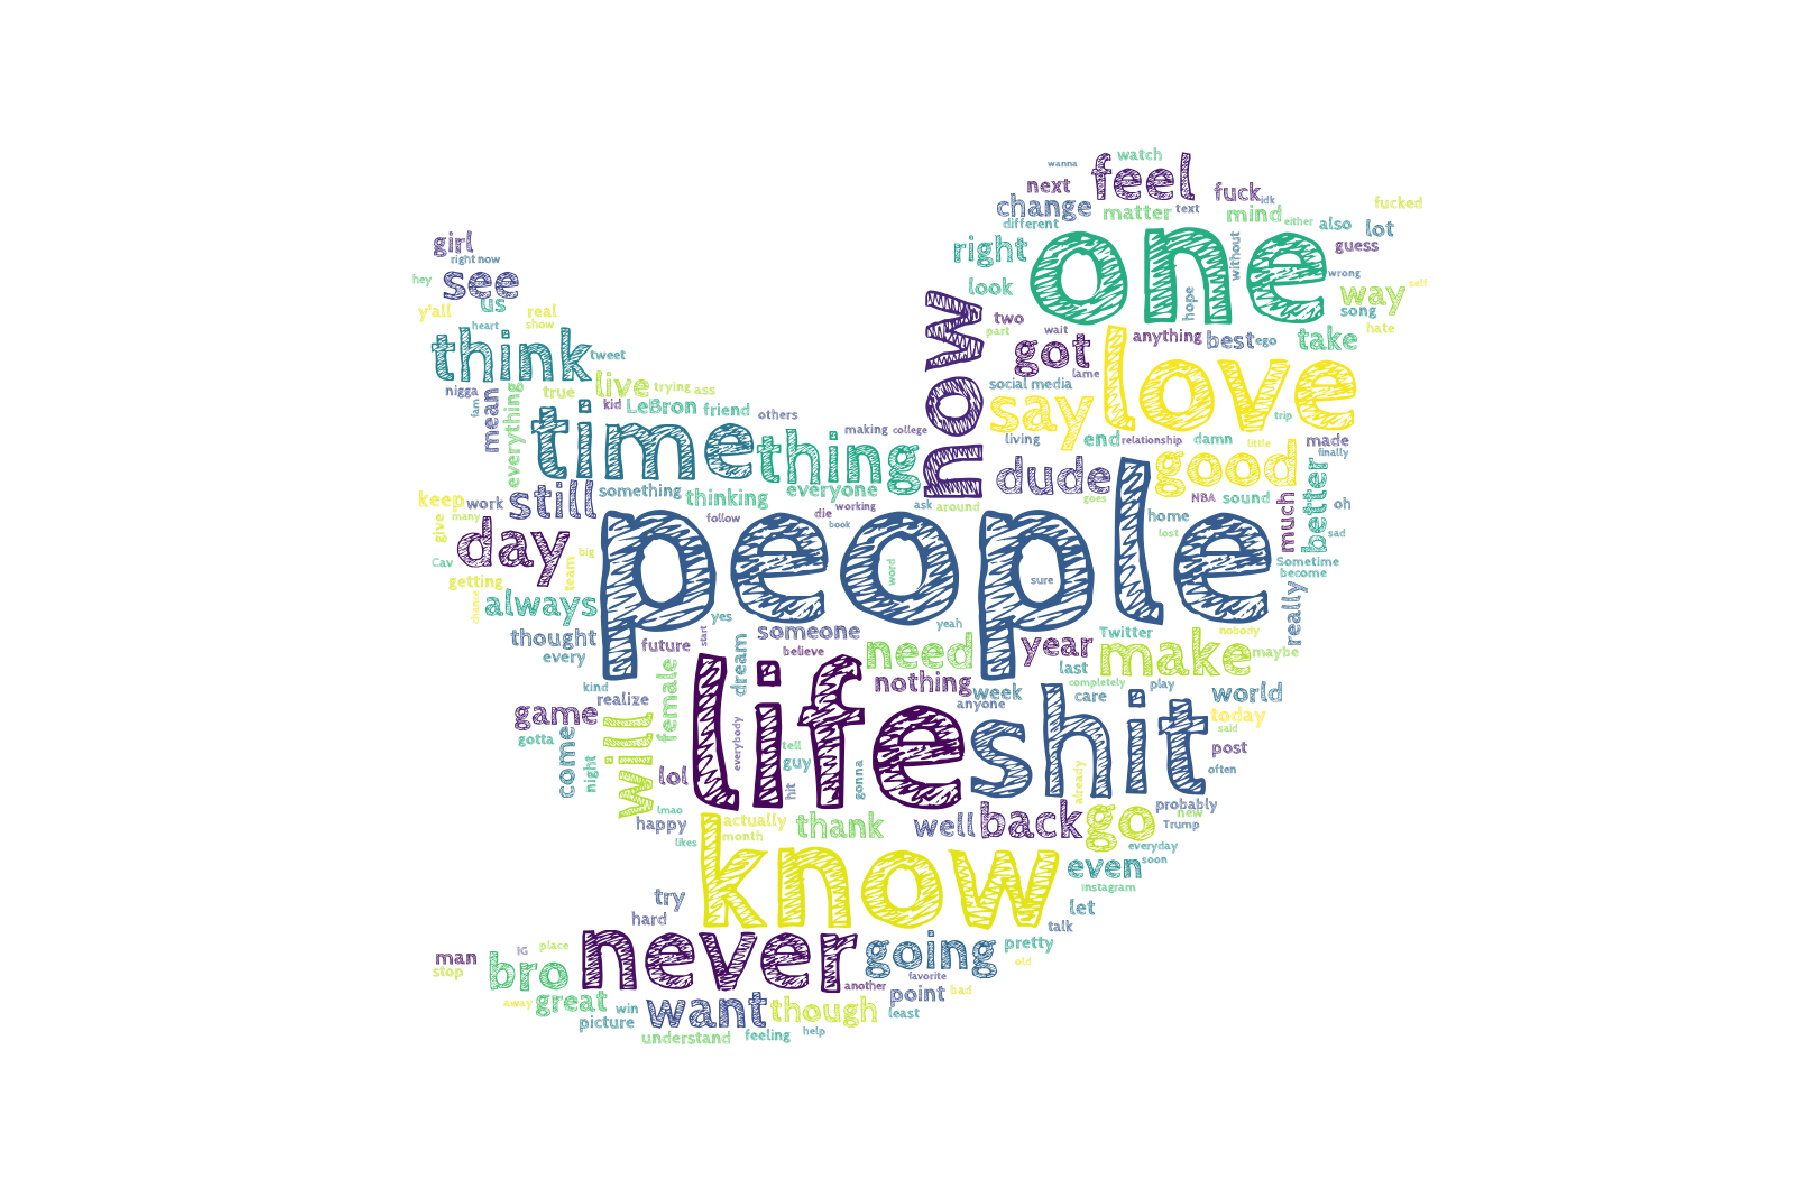 wanna
watch
feel
next
fuck
idk
fucked
change
matter
text
mind
either
also
lot
different
girl
right now
right
one
without
guess
hey
see
us
look
wrong
self
y'all
real
show
heart
now
hope
way
song
two
part
wait
anything
best
ego
take
hate
think
tweet
got
lame
love
nigga
fam
mean
everything
true
live
trying
ass
social media
kid
LeBron
friend
others
say
trip
time
thing
making
college
living
end
relationship
damn
little
made
finally
dude
good
better
keep
work
still
something
thinking
everyone
goes
NBA
sound
much
oh
give
many
day
follow
die
working
book
ask
around
home
lost
sad
people
word
sure
Cav
team
big
getting
chance
Sometime
become
always
yes
yeah
really
thought
start
someone
need
year
Twitter
nobody
every
future
believe
dream
make
maybe
last
kind
realize
female
nothing
week
completely
play
care
world
anyone
game
will
life
shit
today
said
gotta
everybody
post
come
night
tell
guy
lol
hit
gonna
already
often
lmao
probably
new
happy
actually
month
thank
well
back
go
Trump
likes
know
everyday
even
soon
Instagram
try
hard
let
talk
never
going
pretty
man
stop
IG
place
bro
favorite
old
another
point
bad
away
great
win
want
though
least
picture
understand
feeling
help